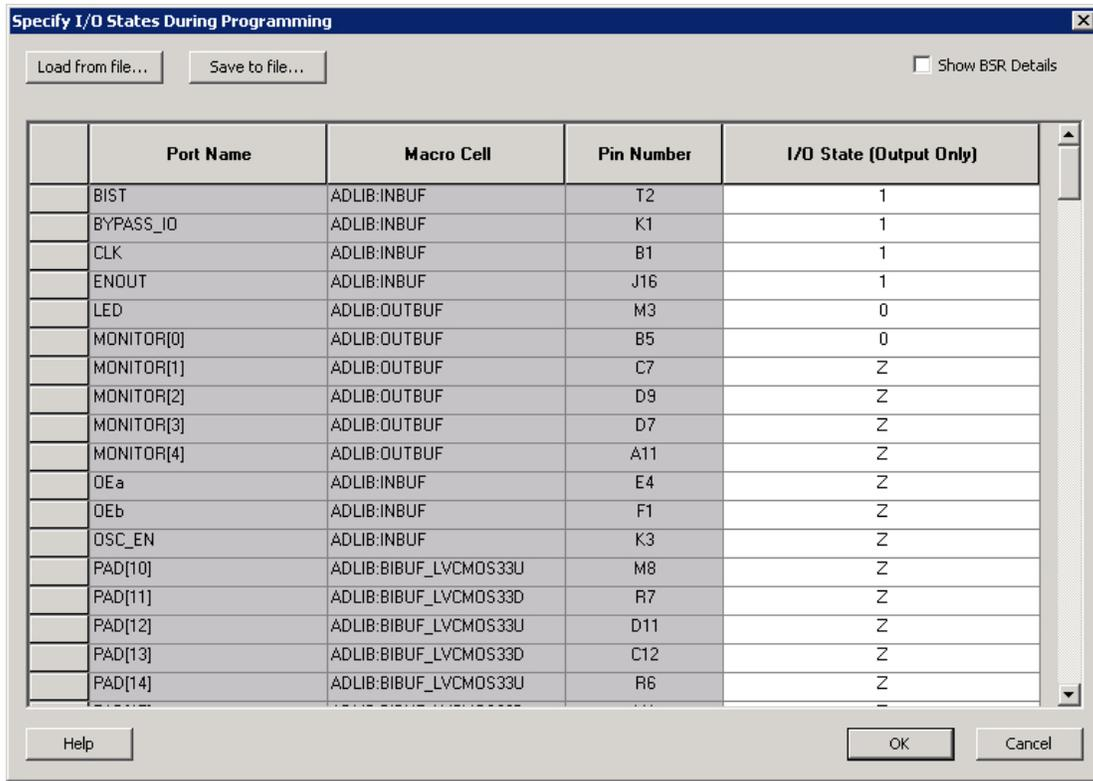 Specify I/O States During Programming
Load from file... Save to file... Show BSR Details
Port Name Macro Cell Pin Number I/O State (Output Only)
BIST ADLIB:INBUF T2 1
BYPASS_IO ADLIB:INBUF K1 1
CLK ADLIB:INBUF B1 1
ENOUT ADLIB:INBUF J16 1
LED ADLIB:OUTBUF M3 0
MONITOR[0] ADLIB:OUTBUF B5 0
MONITOR[1] ADLIB:OUTBUF C7 Z
MONITOR[2] ADLIB:OUTBUF D9 Z
MONITOR[3] ADLIB:OUTBUF D7 Z
MONITOR[4] ADLIB:OUTBUF A11 Z
OEa ADLIB:INBUF E4 Z
OEb ADLIB:INBUF F1 Z
OSC_EN ADLIB:INBUF K3 Z
PAD[10] ADLIB:BIBUF_LVCMOS33U M8 Z
PAD[11] ADLIB:BIBUF_LVCMOS33D R7 Z
PAD[12] ADLIB:BIBUF_LVCMOS33U D11 Z
PAD[13] ADLIB:BIBUF_LVCMOS33D C12 Z
PAD[14] ADLIB:BIBUF_LVCMOS33U R6 Z
Help OK Cancel